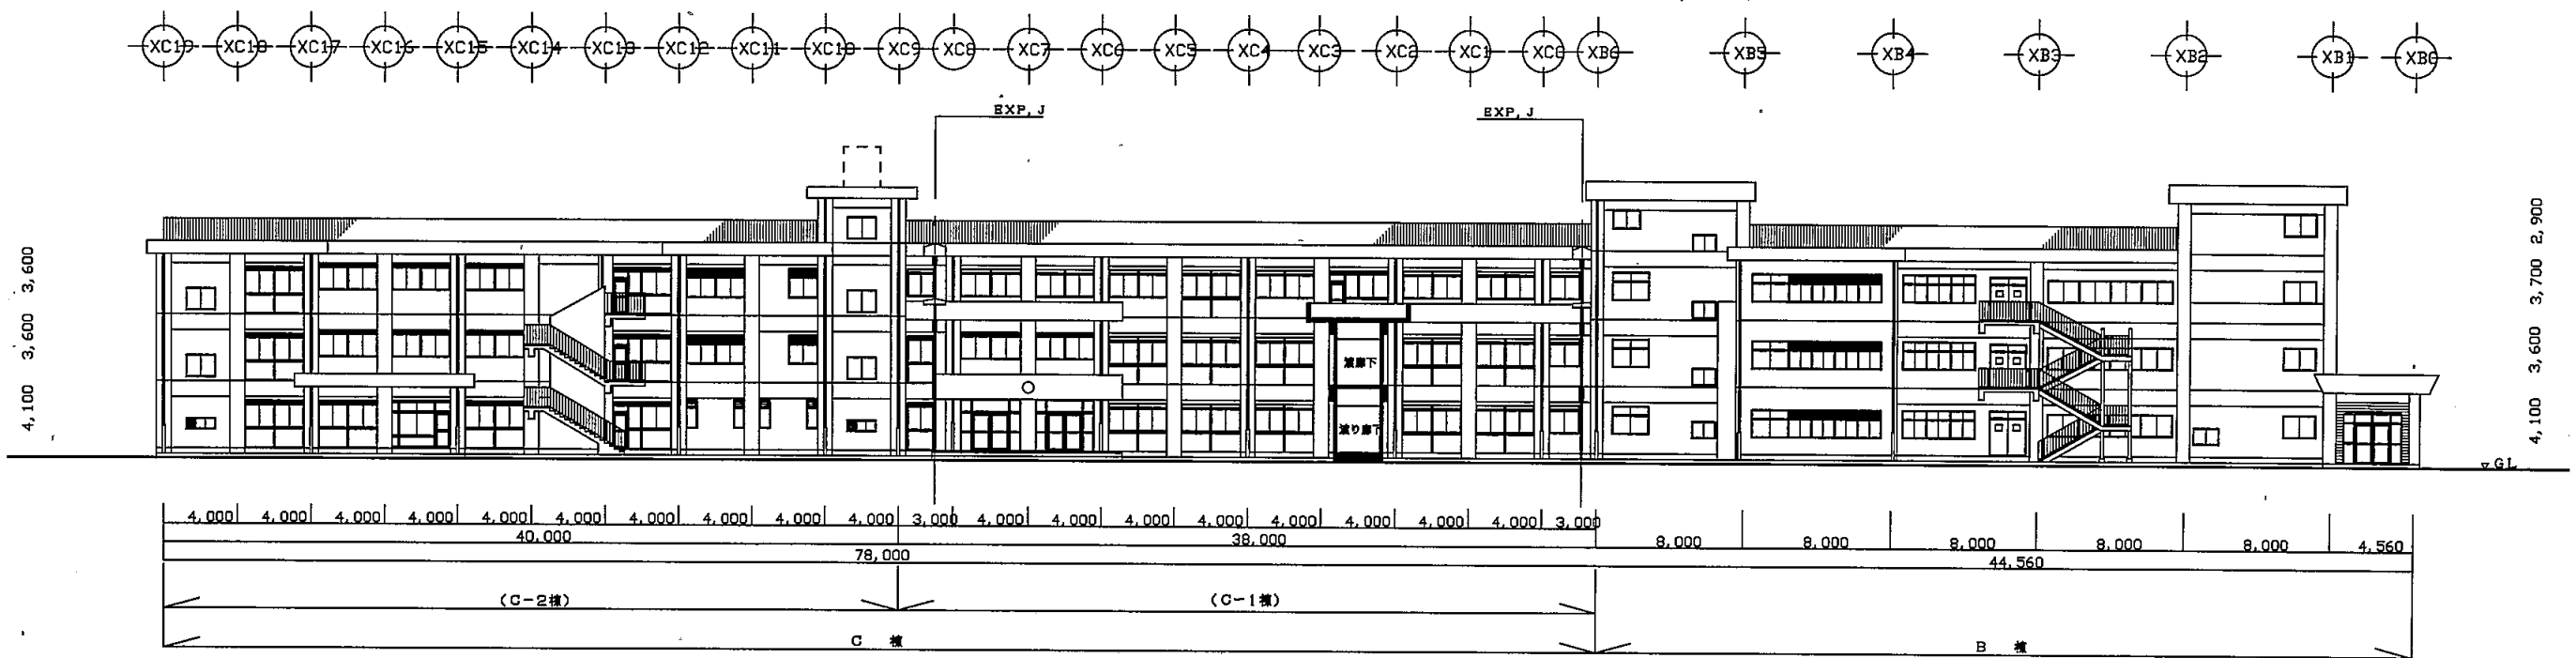 XC19 XC18 XC17 XC16 XC15 XC14 XC13 XC12 XC11 XC10 XC9 XC8 XC7 XC6 XC5 XC4 XC3 XC2 XC1 XC0 XB6 XB5 XB4 XB3 XB2 XB1 XB0
EXP,J EXP,J
3,600
3,600
4,100
2,900
3,700
3,600
4,100
渡廊下
渡り廊下
GL
4,000 4,000 4,000 4,000 4,000 4,000 4,000 4,000 4,000 4,000 3,000 4,000 4,000 4,000 4,000 4,000 4,000 4,000 4,000 3,000
40,000 38,000 8,000 8,000 8,000 8,000 8,000 4,560
78,000 44,560
(C-2棟) (C-1棟)
C 棟 B 棟